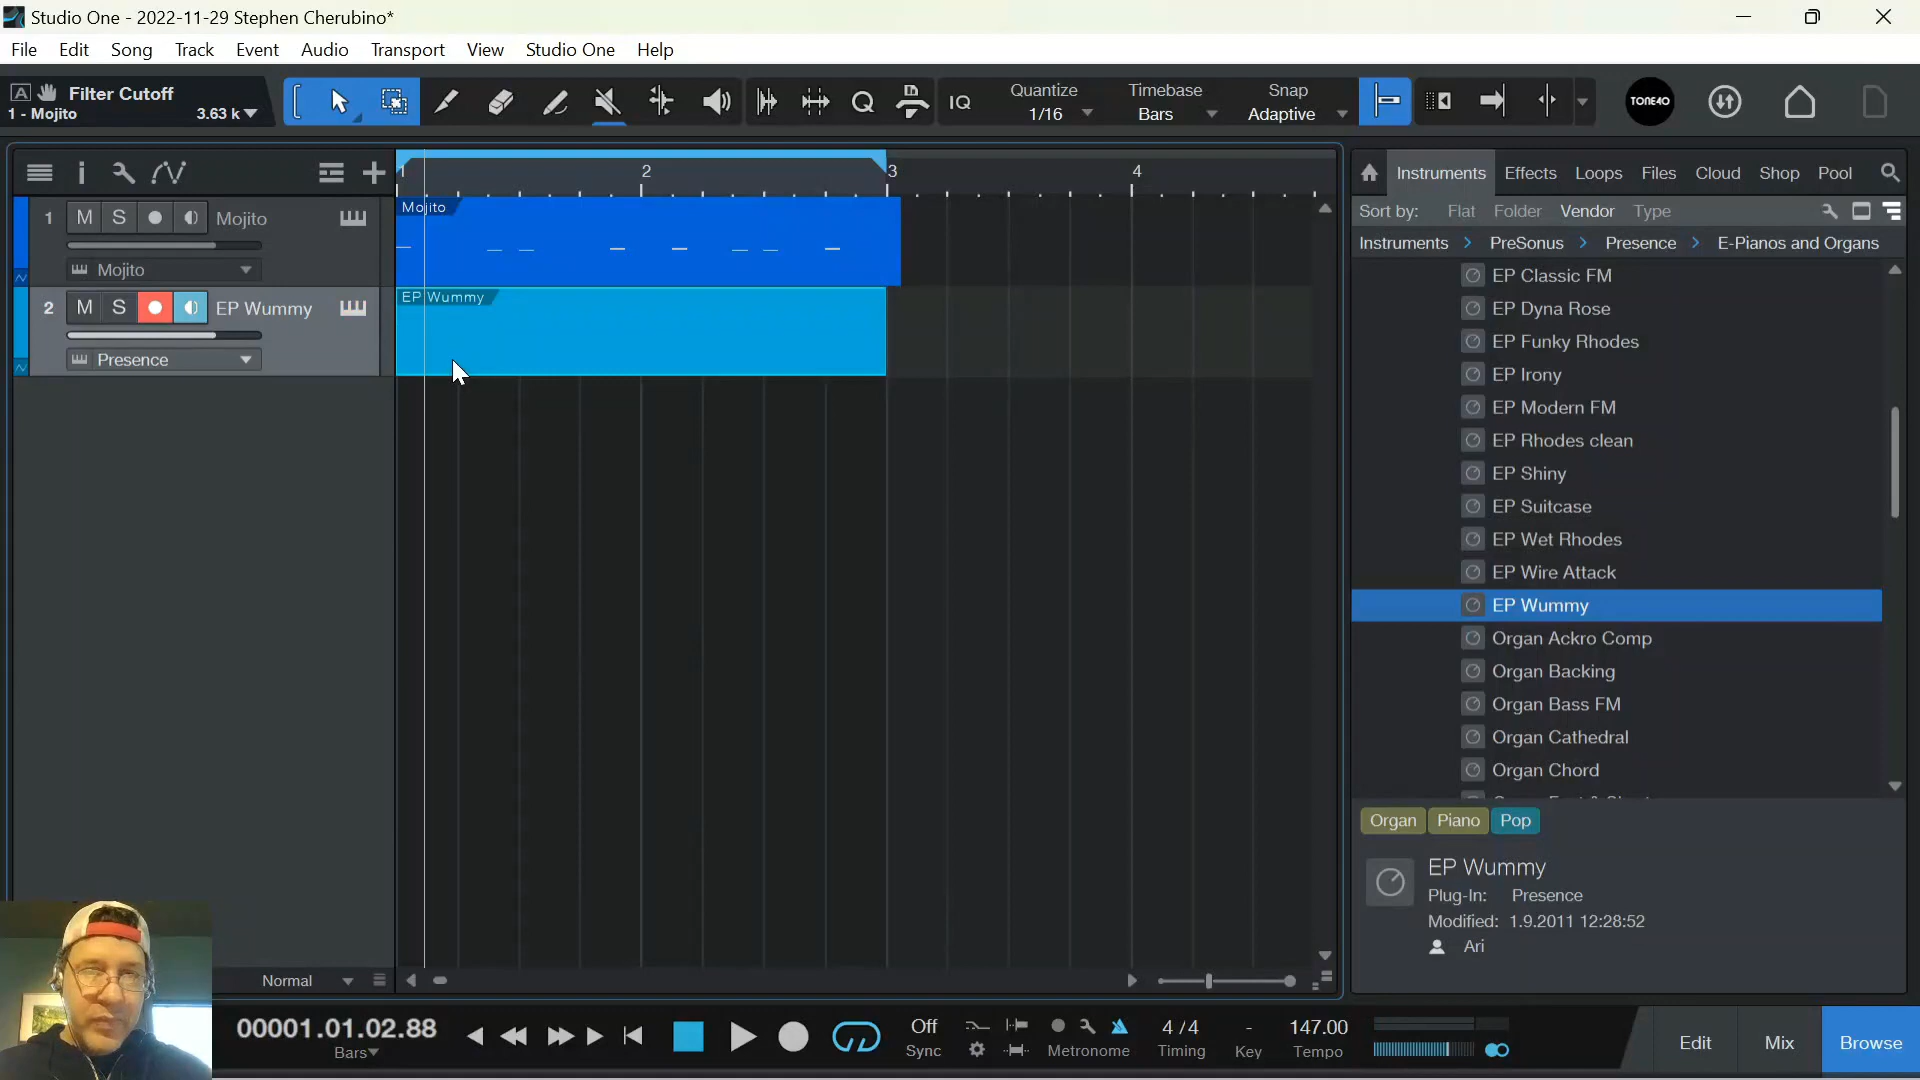 Studio One - 2022-11-29 Stephen Cherubino*
File Edit Song Track Event Audio Transport View Studio One Help
A Filter Cutoff
1 - Mojito 3.63 k
Q
IQ
Quantize
1/16
Timebase
Bars
Snap
Adaptive
TONE40
1 2 3 4
1 M S Mojito
Mojito
2 M S EP Wummy
Presence
Mojito
EP Wummy
Instruments Effects Loops Files Cloud Shop Pool
Sort by: Flat Folder Vendor Type
Instruments PreSonus Presence E-Pianos and Organs
EP Classic FM
EP Dyna Rose
EP Funky Rhodes
EP Irony
EP Modern FM
EP Rhodes clean
EP Shiny
EP Suitcase
EP Wet Rhodes
EP Wire Attack
EP Wummy
Organ Ackro Comp
Organ Backing
Organ Bass FM
Organ Cathedral
Organ Chord
Organ Piano Pop
EP Wummy
Plug-In: Presence
Modified: 1.9.2011 12:28:52
Ari
Normal
00001.01.02.88
Bars
Off
Sync
Metronome
4 / 4
Timing
-
Key
147.00
Tempo
Edit Mix Browse